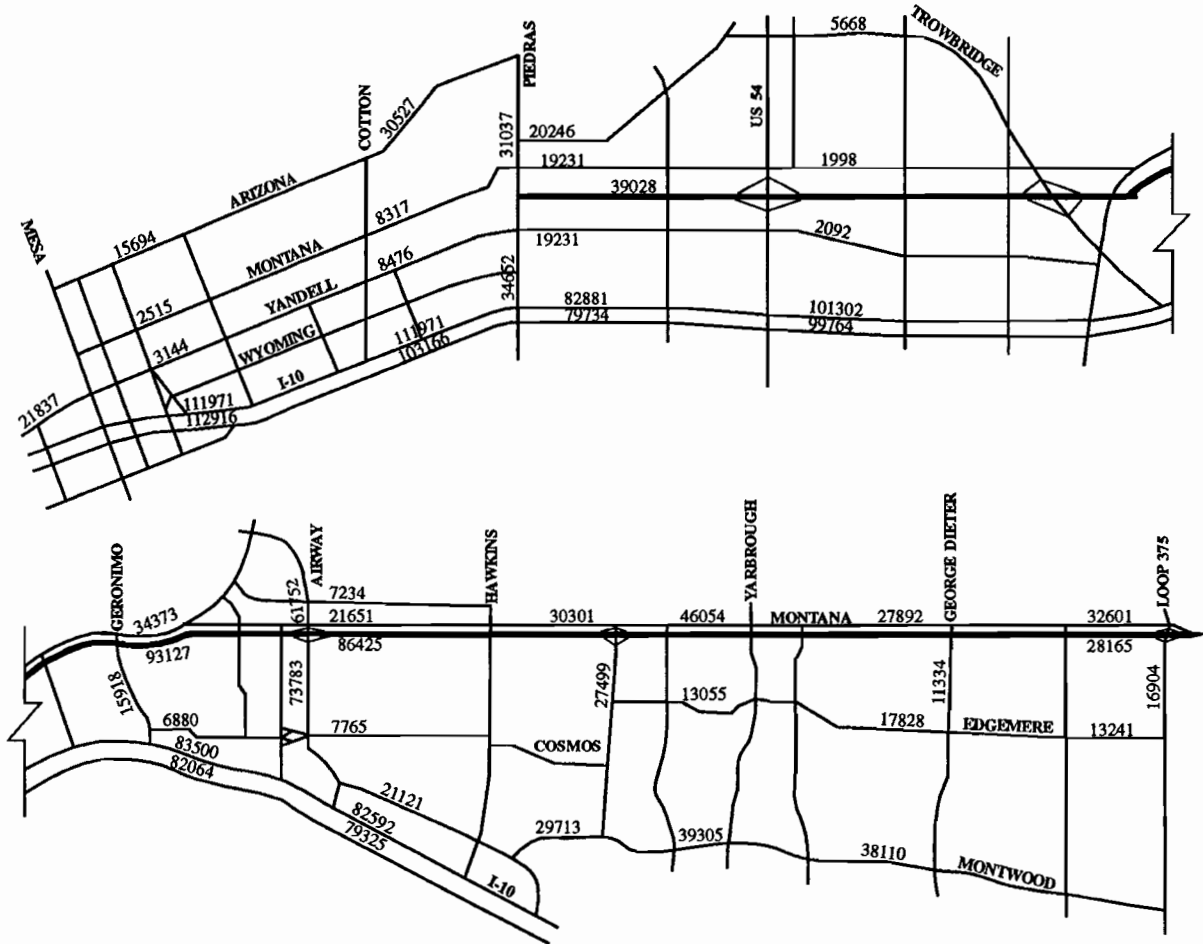 5668
TROWBRIDGE
PIEDRAS
US 54
COTTON
30527
31037
20246
19231
1998
39028
ARIZONA
15694
MESA
8317
MONTANA
2515
19231
2092
8476
YANDELL
3144
34652
82881
79734
101302
99764
WYOMING
111971
103166
I-10
111971
112916
21837
GERONIMO
AIRWAY
HAWKINS
YARBROUGH
GEORGE DIETER
LOOP 375
34373
61752
7234
21651
30301
46054
MONTANA
27892
32601
93127
86425
28165
15918
73783
27499
13055
11334
16904
6880
7765
COSMOS
17828
EDGEMERE
13241
83500
82064
21121
82592
79325
29713
39305
38110
MONTWOOD
I-10